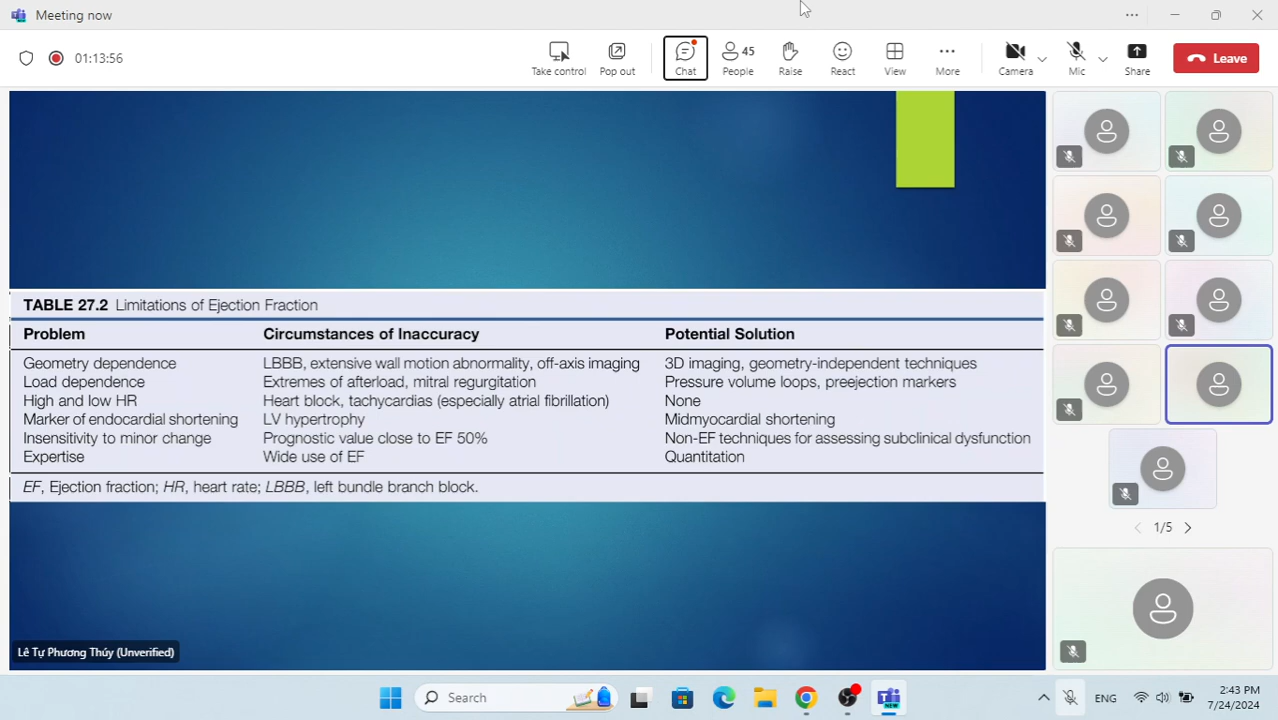 Meeting now
01:13:56
Take control
Pop out
Chat
45
People
Raise
React
View
More
Camera
Mic
Share
Leave
TABLE 27.2 Limitations of Ejection Fraction
Problem Circumstances of Inaccuracy Potential Solution
Geometry dependence LBBB, extensive wall motion abnormality, off-axis imaging 3D imaging, geometry-independent techniques
Load dependence Extremes of afterload, mitral regurgitation Pressure volume loops, preejection markers
High and low HR Heart block, tachycardias (especially atrial fibrillation) None
Marker of endocardial shortening LV hypertrophy Midmyocardial shortening
Insensitivity to minor change Prognostic value close to EF 50% Non-EF techniques for assessing subclinical dysfunction
Expertise Wide use of EF Quantitation
EF, Ejection fraction; HR, heart rate; LBBB, left bundle branch block.
1/5
Lê Tự Phương Thúy (Unverified)
Search
NEW
ENG
2:43 PM
7/24/2024